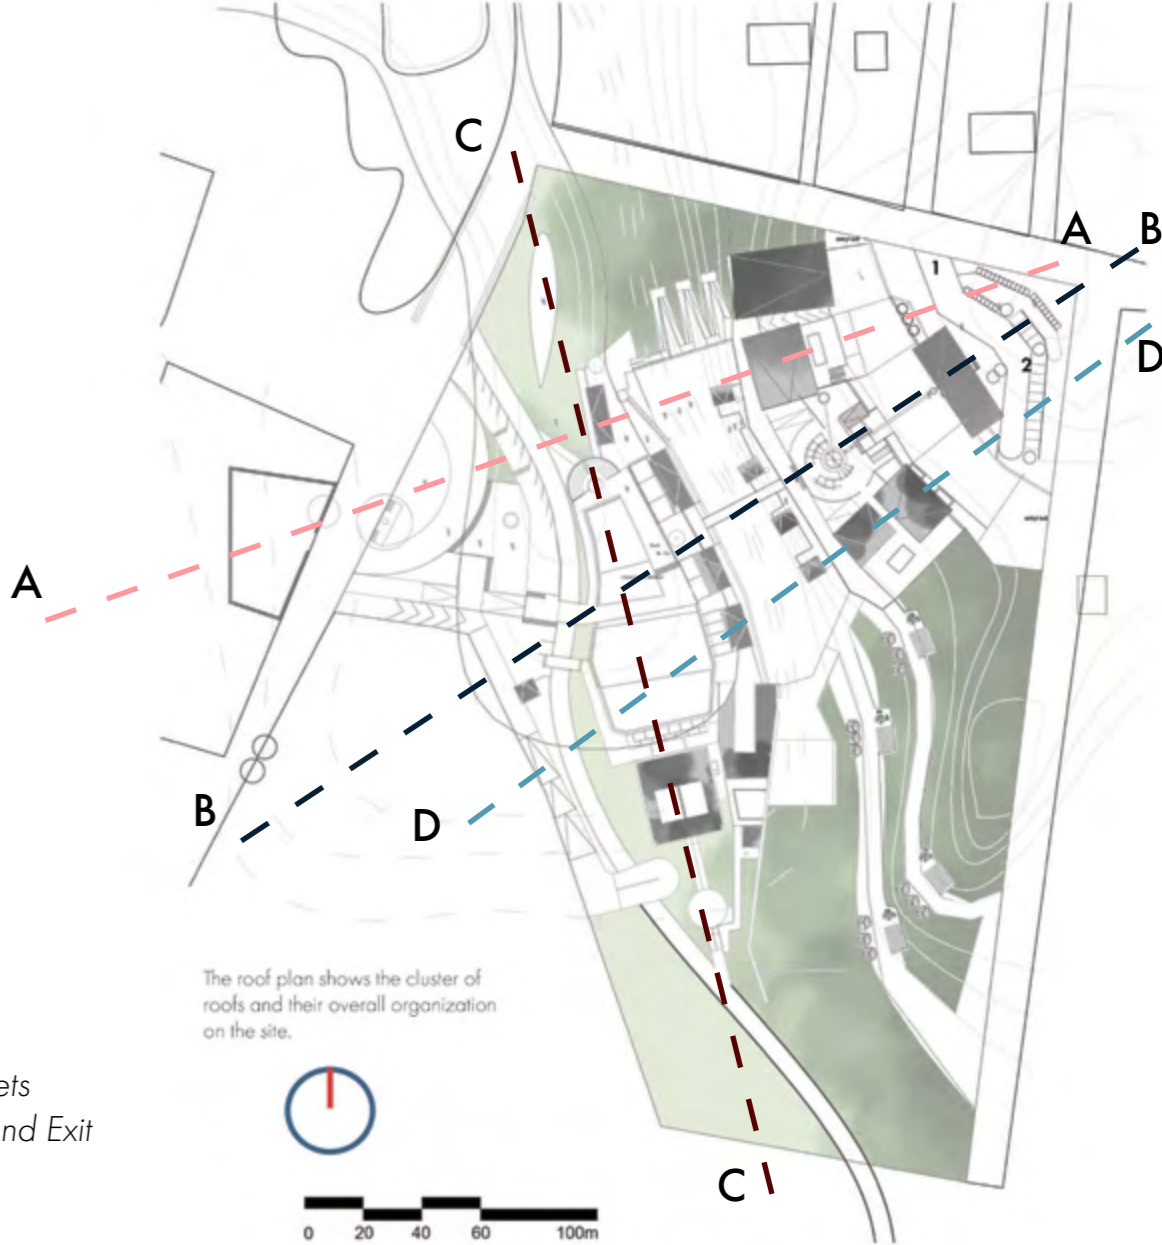 C
A
B
1
D
2
A
B
D
The roof plan shows the cluster of
roofs and their overall organization
on the site.
ets
nd Exit
C
0 20 40 60 100m